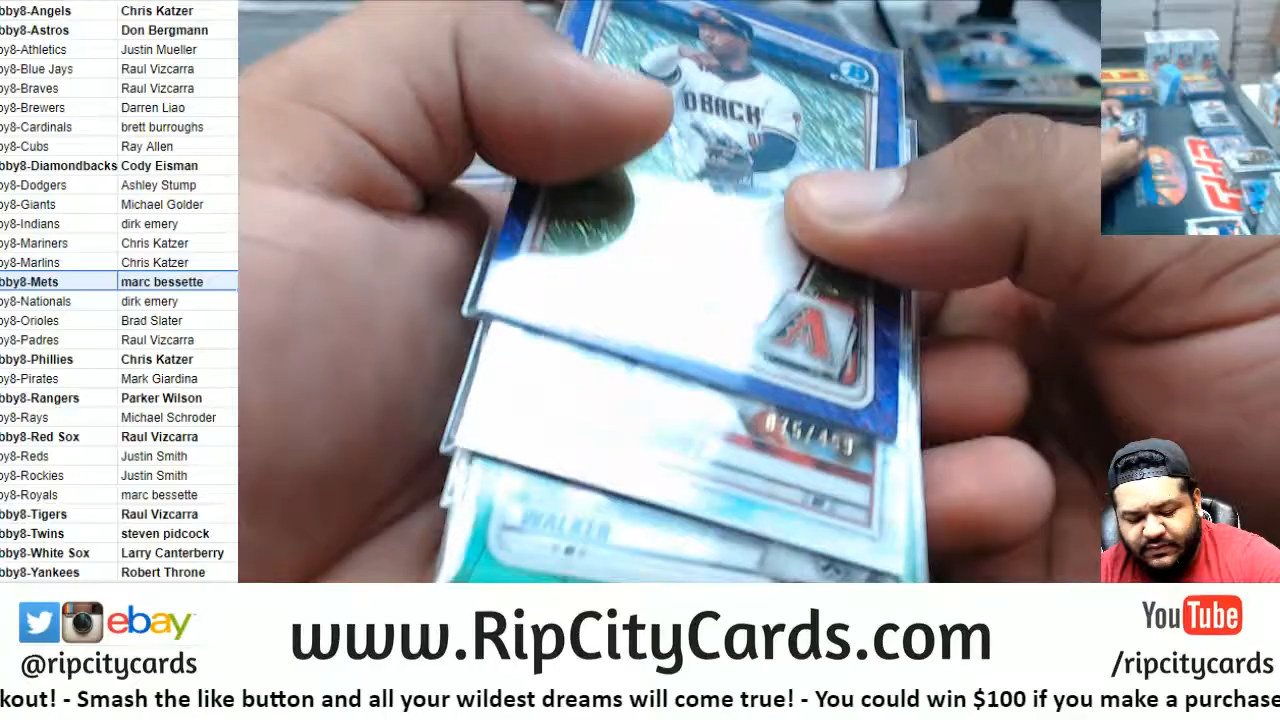 bby8-Angels Chris Katzer
bby8-Astros Don Bergmann
by8-Athletics Justin Mueller
by8-Blue Jays Raul Vizcarra
by8-Braves Raul Vizcarra
by8-Brewers Darren Liao
by8-Cardinals brett burroughs
by8-Cubs Ray Allen
bby8-Diamondbacks Cody Eisman
by8-Dodgers Ashley Stump
by8-Giants Michael Golder
by8-Indians dirk emery
by8-Mariners Chris Katzer
by8-Marlins Chris Katzer
bby8-Mets marc bessette
by8-Nationals dirk emery
by8-Orioles Brad Slater
by8-Padres Raul Vizcarra
bby8-Phillies Chris Katzer
by8-Pirates Mark Giardina
bby8-Rangers Parker Wilson
by8-Rays Michael Schroder
bby8-Red Sox Raul Vizcarra
by8-Reds Justin Smith
by8-Rockies Justin Smith
by8-Royals marc bessette
bby8-Tigers Raul Vizcarra
bby8-Twins steven pidcock
bby8-White Sox Larry Canterberry
bby8-Yankees Robert Throne
B
DBACK
A
075/499
WALKER
ebay
@ripcitycards
www.RipCityCards.com
YouTube
/ripcitycards
kout! - Smash the like button and all your wildest dreams will come true! - You could win $100 if you make a purchase